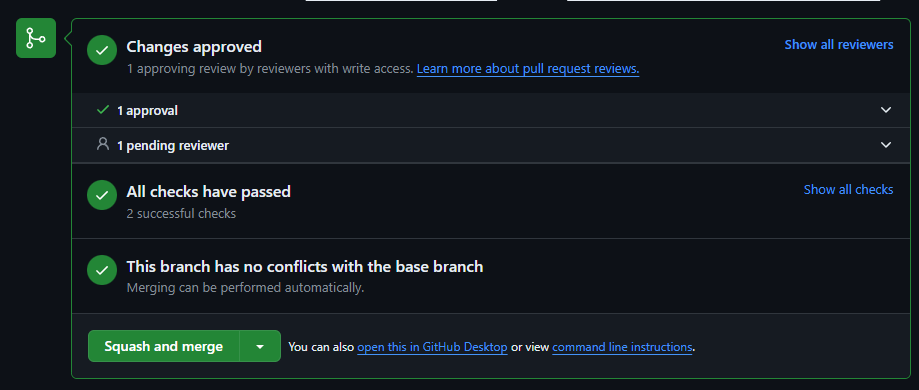 Changes approved
Show all reviewers
1 approving review by reviewers with write access. Learn more about pull request reviews.
1 approval
1 pending reviewer
All checks have passed
Show all checks
2 successful checks
This branch has no conflicts with the base branch
Merging can be performed automatically.
Squash and merge
You can also open this in GitHub Desktop or view command line instructions.